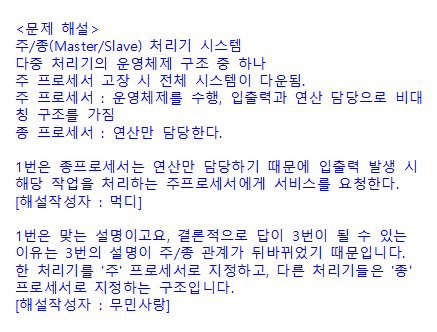 <문제 해설>
주/종(Master/Slave) 처리기 시스템
다중 처리기의 운영체제 구조 중 하나
주 프로세서 고장 시 전체 시스템이 다운됨.
주 프로세서 : 운영체제를 수행, 입출력과 연산 담당으로 비대
칭 구조를 가짐
종 프로세서 : 연산만 담당한다.

1번은 종프로세서는 연산만 담당하기 때문에 입출력 발생 시
해당 작업을 처리하는 주프로세서에게 서비스를 요청한다.
[해설작성자 : 먹디]

1번은 맞는 설명이고요, 결론적으로 답이 3번이 될 수 있는
이유는 3번의 설명이 주/종 관계가 뒤바뀌었기 때문입니다.
한 처리기를 '주' 프로세서로 지정하고, 다른 처리기들은 '종'
프로세서로 지정하는 구조입니다.
[해설작성자 : 무민사랑]